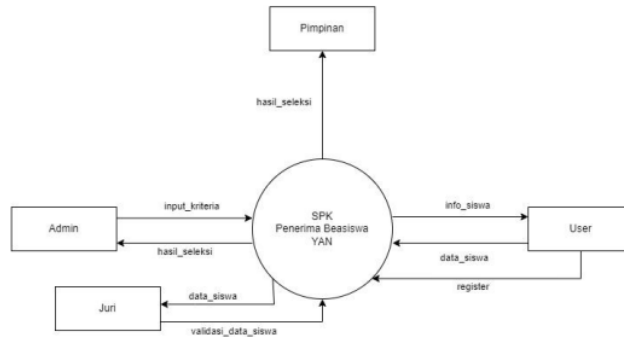 Pimpinan
hasil_seleksi
SPK
Penerima Beasiswa
YAN
input_kriteria
info_siswa
Admin
User
hasil_seleksi
data_siswa
register
data_siswa
Juri
validasi_data_siswa